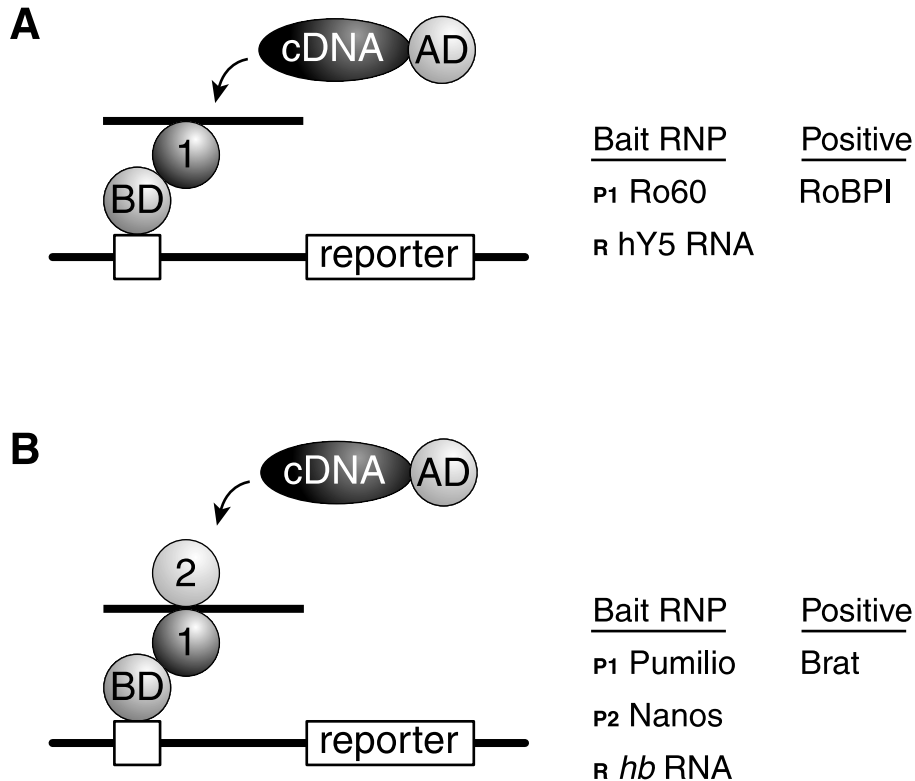 A
cDNA AD
1
BD
reporter
Bait RNP Positive
P1 Ro60 RoBPI
R hY5 RNA
B
cDNA AD
2
1
BD
reporter
Bait RNP Positive
P1 Pumilio Brat
P2 Nanos
R hb RNA